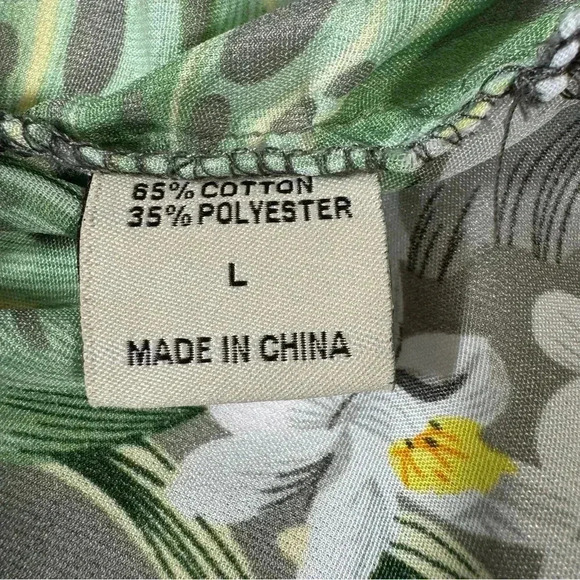 65% COTTON
35% POLYESTER
L
MADE IN CHINA